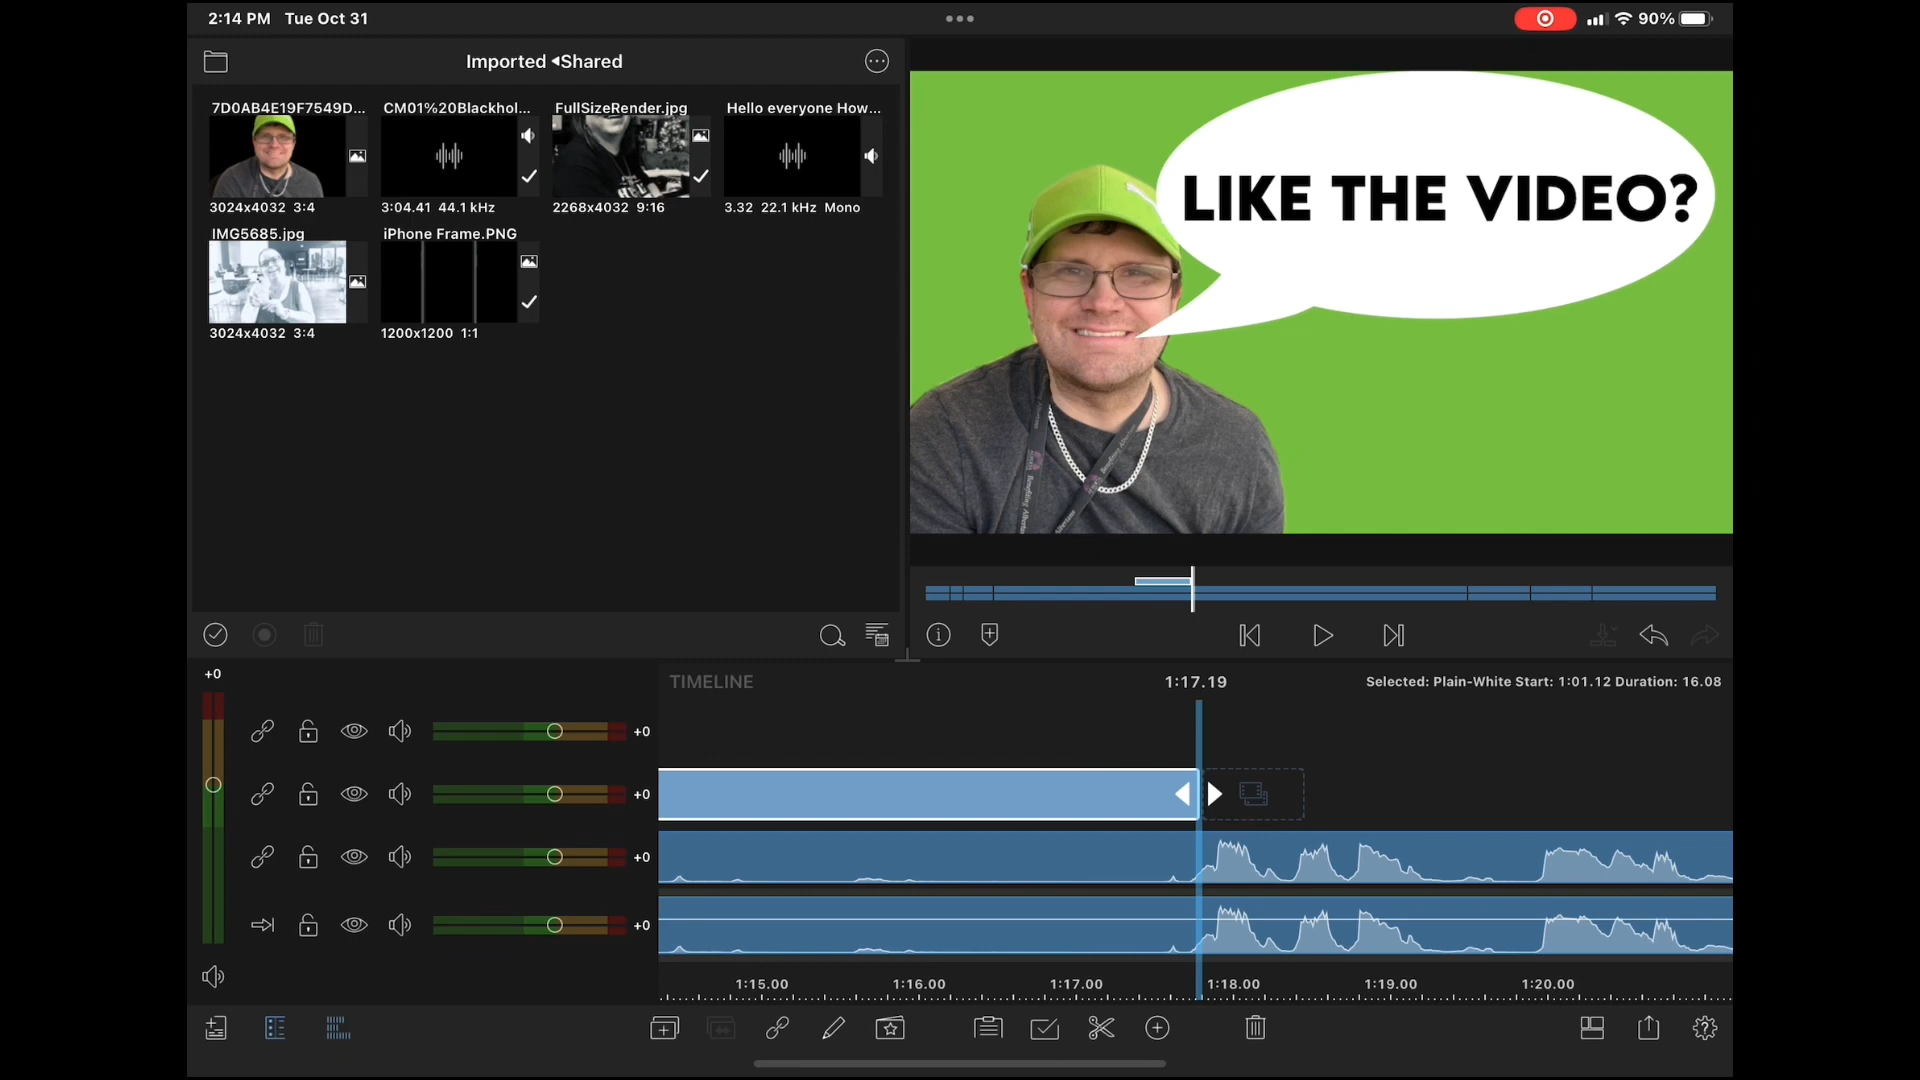 2:14 PM Tue Oct 31
90%
Imported Shared
7D0AB4E19F7549D...
CM01%20Blackhol...
FullSizeRender.jpg
Hello everyone How...
3024x4032 3:4
3:04.41 44.1 kHz
2268x4032 9:16
3.32 22.1 kHz Mono
IMG5685.jpg
iPhone Frame.PNG
3024x4032 3:4
1200x1200 1:1
LIKE THE VIDEO?
+0
TIMELINE
1:17.19
Selected: Plain-White Start: 1:01.12 Duration: 16.08
+0
+0
+0
+0
1:15.00 1:16.00 1:17.00 1:18.00 1:19.00 1:20.00